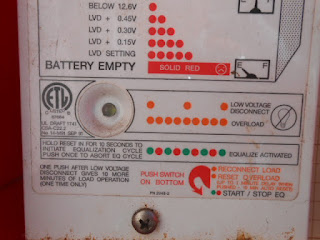 BELOW 12.6V
LVD + 0.45V
LVD + 0.30V
LVD + 0.15V
LVD SETTING
BATTERY EMPTY
SOLID RED
E F
ETL
LOW VOLTAGE
DISCONNECT
OVERLOAD
HOLD RESET IN FOR 10 SECONDS TO
INITIATE EQUALIZATION CYCLE
PUSH ONCE TO ABORT EQ CYCLE
EQUALIZE ACTIVATED
ONE PUSH AFTER LOW VOLTAGE
DISCONNECT GIVES 10 MORE
MINUTES OF LOAD OPERATION
(ONE TIME ONLY)
PUSH SWITCH
ON BOTTOM
RECONNECT LOAD
RESET OVERLOAD
START / STOP EQ